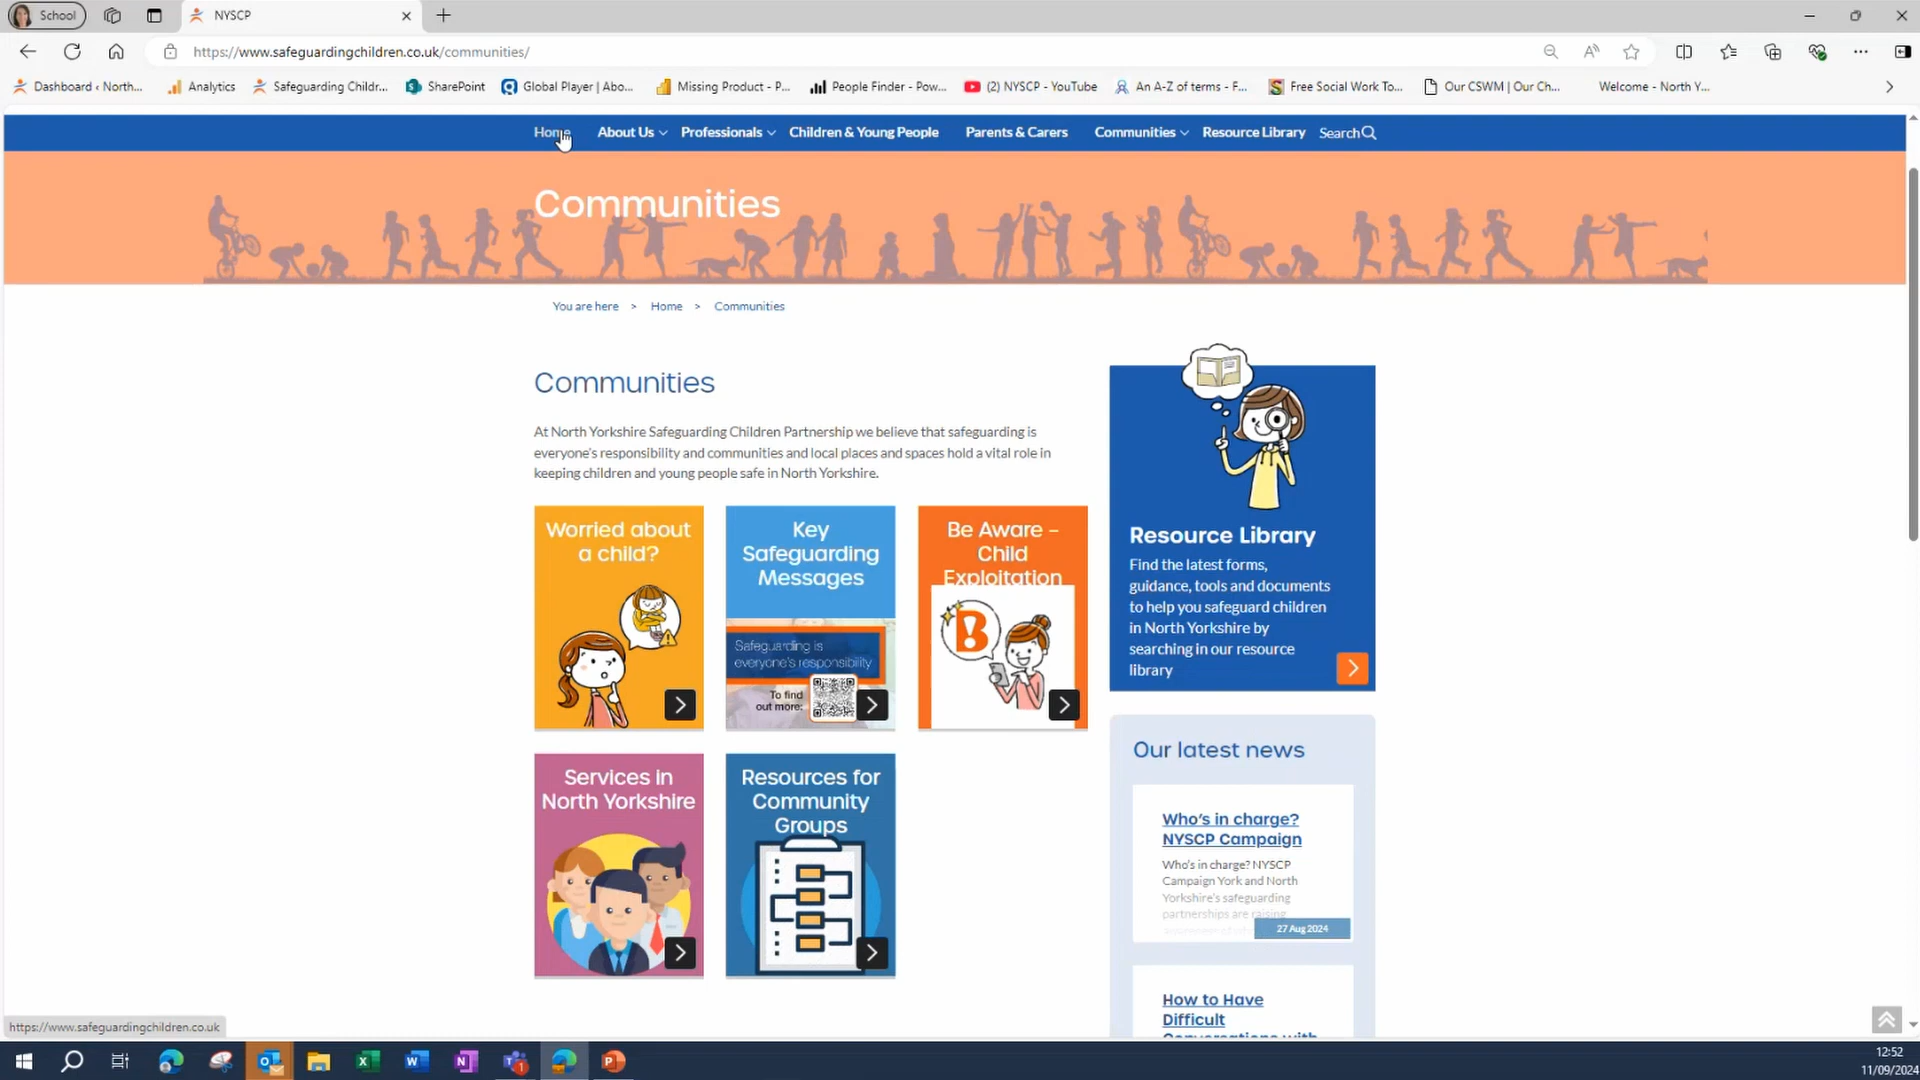 School
NYSCP
https://www.safeguardingchildren.co.uk/communities/
Dashboard ‹ North...
Analytics
Safeguarding Childr...
SharePoint
Global Player | Abo...
Missing Product - P...
People Finder - Pow...
(2) NYSCP - YouTube
An A-Z of terms - F...
Free Social Work To...
Our CSWM | Our Ch...
Welcome - North Y...
Home About Us Professionals Children & Young People Parents & Carers Communities Resource Library Search
Communities
You are here > Home > Communities
Communities
At North Yorkshire Safeguarding Children Partnership we believe that safeguarding is
everyone's responsibility and communities and local places and spaces hold a vital role in
keeping children and young people safe in North Yorkshire.
Worried about
a child?
Key
Safeguarding
Messages
Safeguarding is
everyone's responsibility
To find
out more:
Be Aware –
Child
Exploitation
Services in
North Yorkshire
Resources for
Community
Groups
Resource Library
Find the latest forms,
guidance, tools and documents
to help you safeguard children
in North Yorkshire by
searching in our resource
library
Our latest news
Who's in charge?
NYSCP Campaign
Who's in charge? NYSCP
Campaign York and North
Yorkshire's safeguarding
partnerships are raising
27 Aug 2024
How to Have
Difficult
Conversations with
https://www.safeguardingchildren.co.uk
12:52
11/09/2024